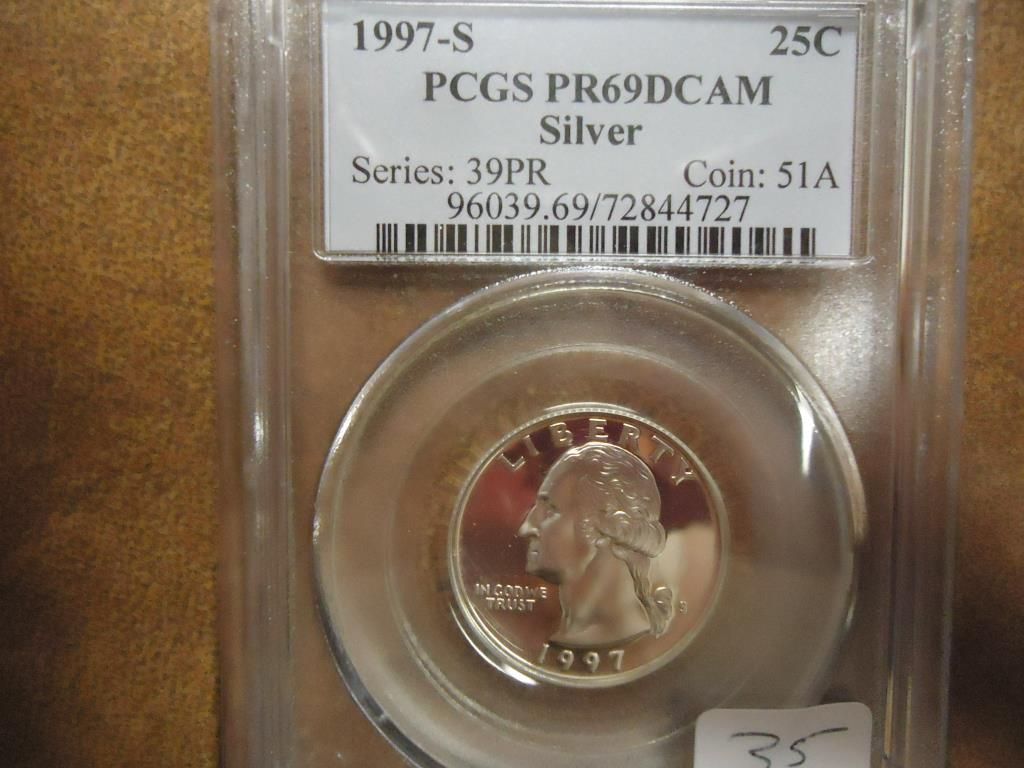 1997-S 25C
PCGS PR69DCAM
Silver
Series: 39PR Coin: 51A
96039.69/72844727
LIBERTY
IN GOD WE
TRUST
S
1997
35